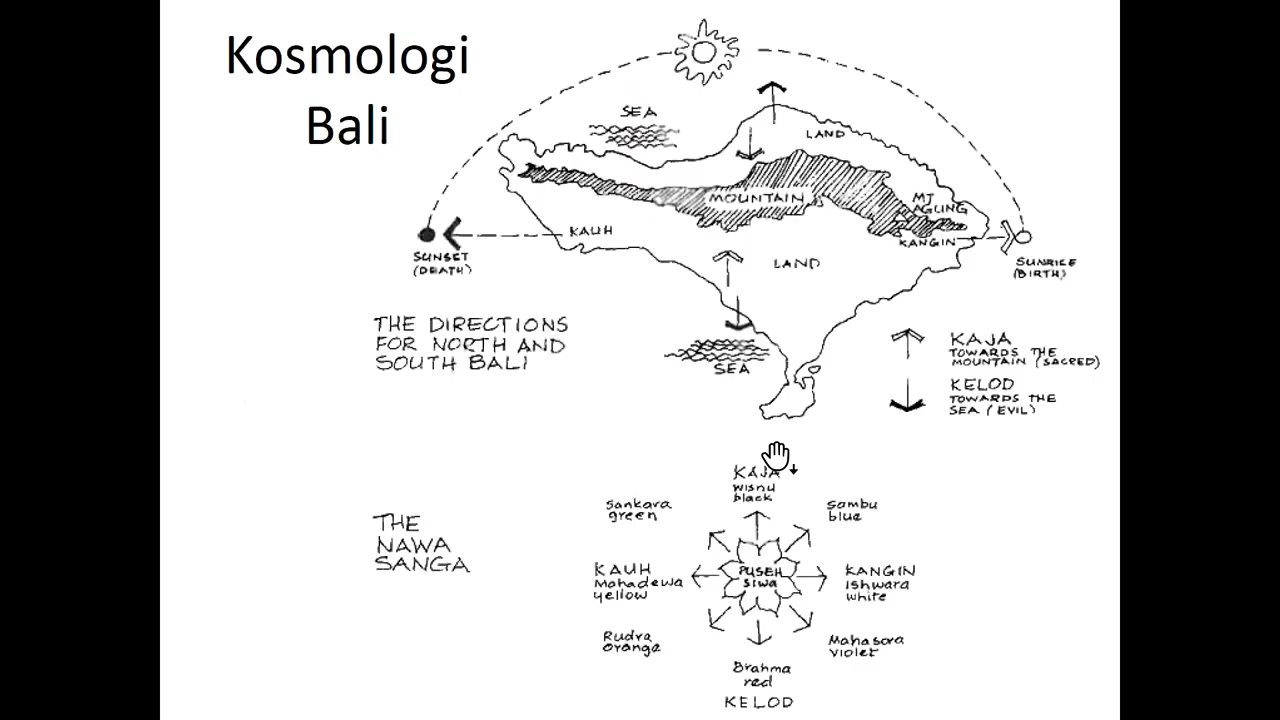 Kosmologi
Bali
SEA
LAND
MOUNTAIN
MT
AGUNG
KAUH
KANGIN
SUNSET
(DEATH)
SUNRICE
(BIRTH)
LAND
THE DIRECTIONS
FOR NORTH AND
SOUTH BALI
SEA
KAJA
TOWARDS THE
MOUNTAIN (SACRED)
KELOD
TOWARDS THE
SEA (EVIL)
THE
NAWA
SANGA
KAJA
wisnu
black
Sankara
green
Sambu
blue
KAUH
Mahadewa
yellow
PUSEH
SIWA
KANGIN
ishwara
white
Rudra
orange
Mahasora
violet
Brahma
red
KELOD